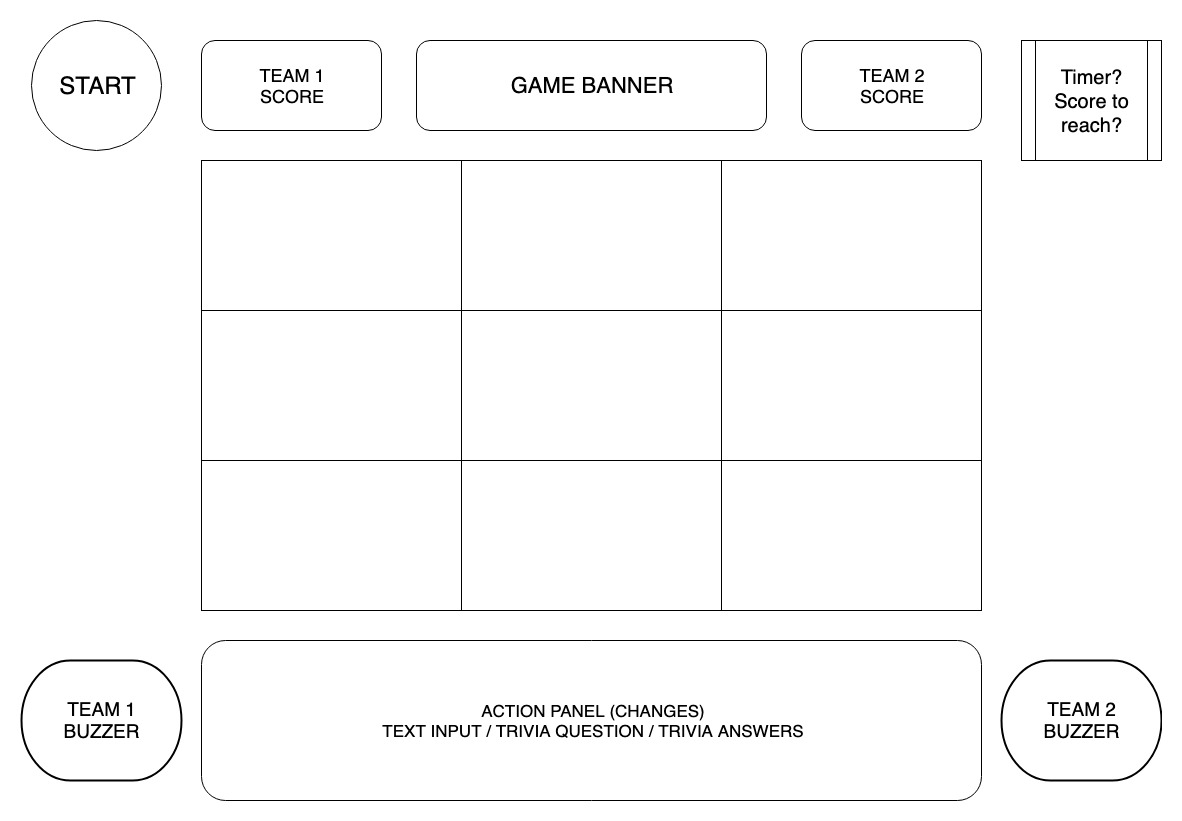 START
TEAM 1
SCORE
GAME BANNER
TEAM 2
SCORE
Timer?
Score to
reach?
TEAM 1
BUZZER
ACTION PANEL (CHANGES)
TEXT INPUT / TRIVIA QUESTION / TRIVIA ANSWERS
TEAM 2
BUZZER